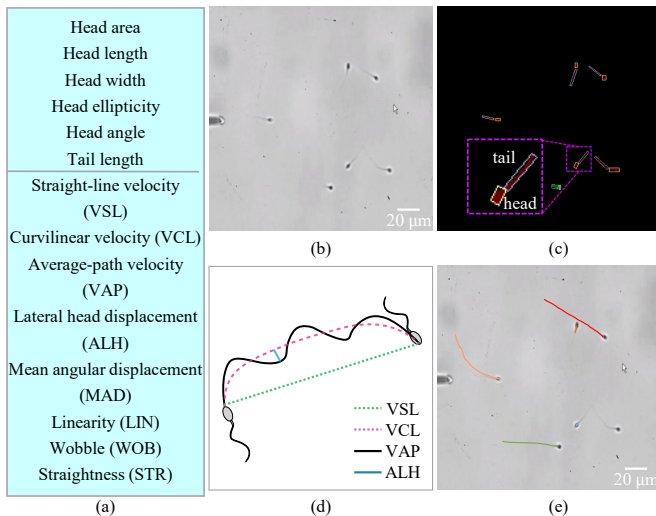 Head area
Head length
Head width
Head ellipticity
Head angle
Tail length
Straight-line velocity
(VSL)
Curvilinear velocity (VCL)
Average-path velocity
(VAP)
Lateral head displacement
(ALH)
Mean angular displacement
(MAD)
Linearity (LIN)
Wobble (WOB)
Straightness (STR)
(a)
20 μm
(b)
tail
head
20 μm
(c)
VSL
VCL
VAP
ALH
(d)
20 μm
(e)